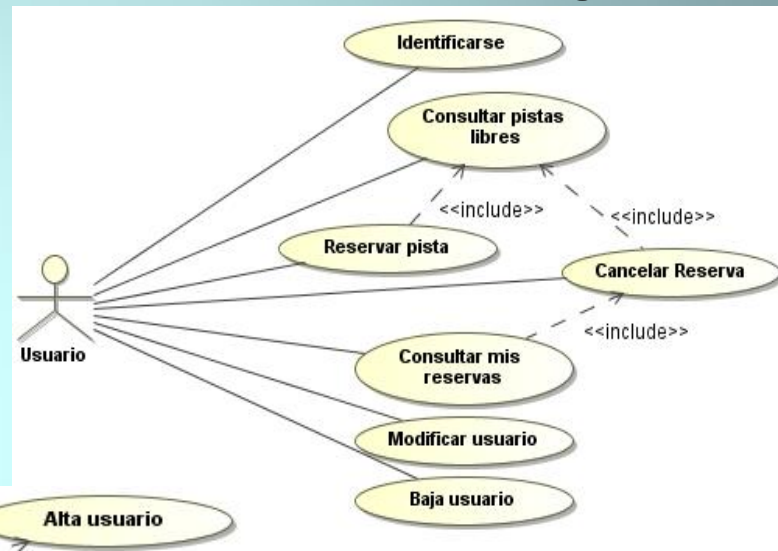 Identificarse
Consultar pistas
libres
<<include>>
<<include>>
Reservar pista
Cancelar Reserva
<<include>>
Usuario
Consultar mis
reservas
Modificar usuario
Baja usuario
Alta usuario